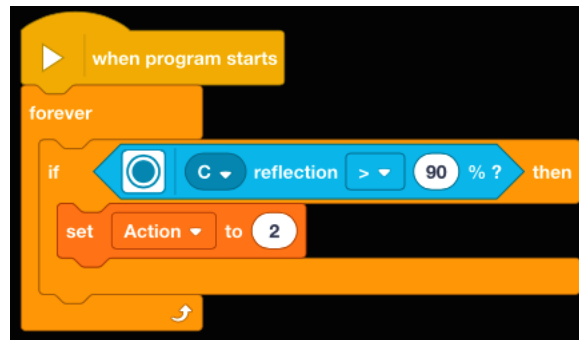 when program starts
forever
if C reflection > 90 % ? then
set Action to 2